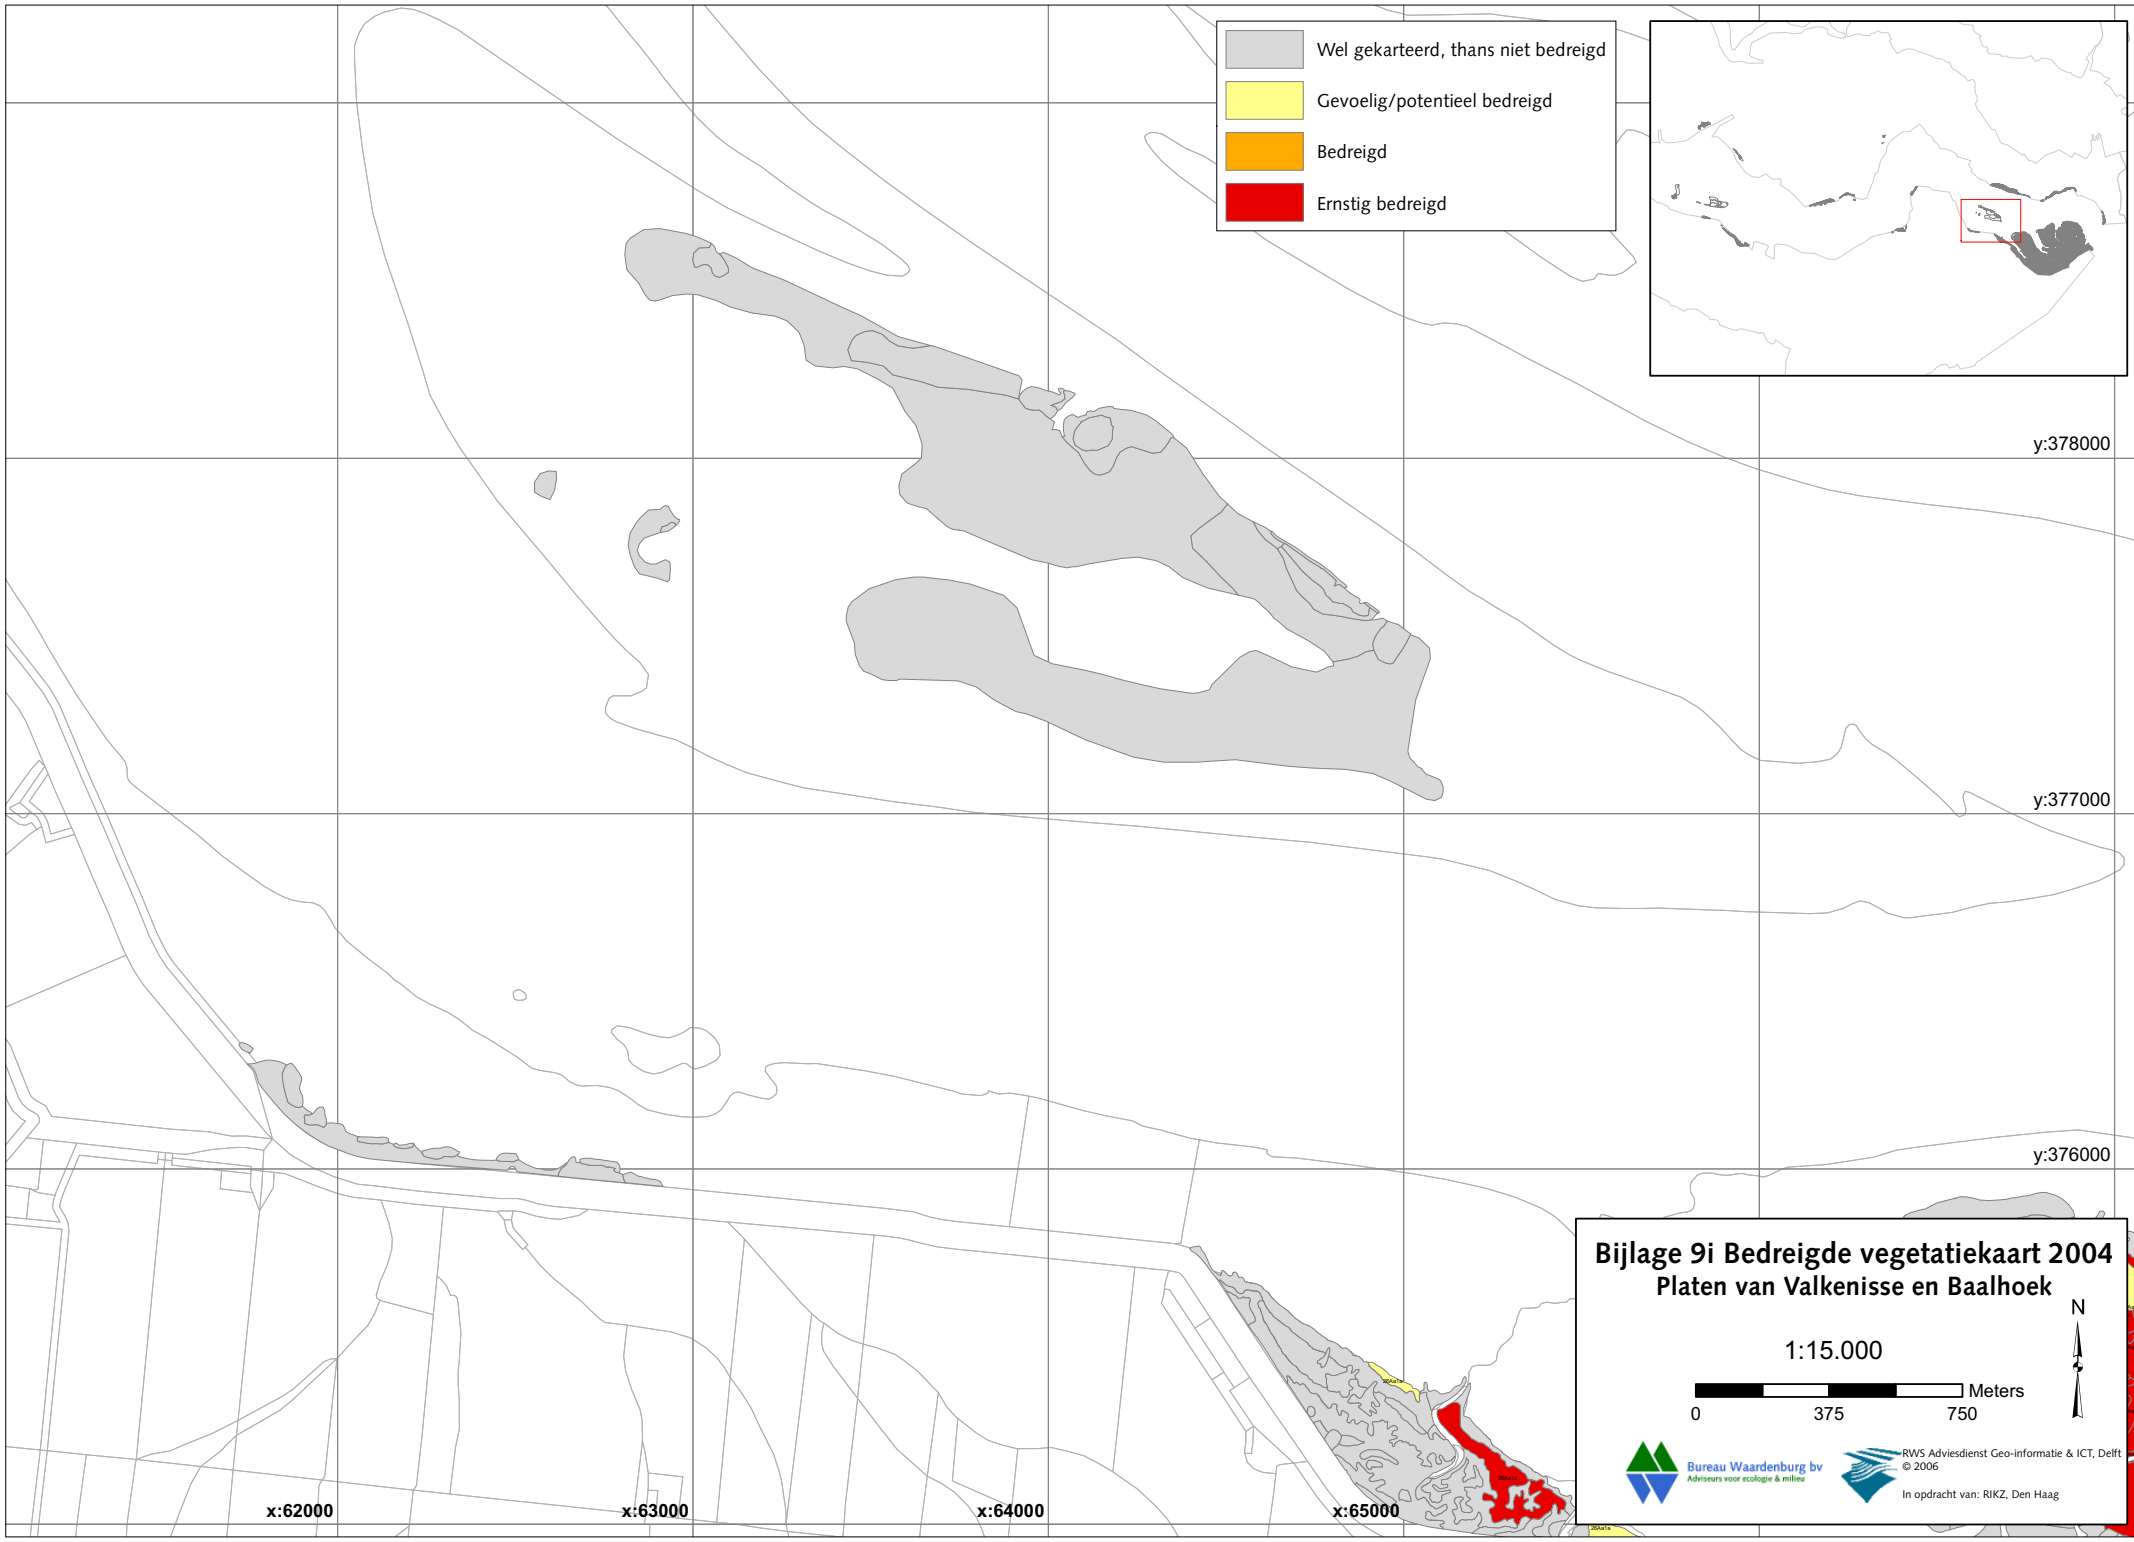 Wel gekarteerd, thans niet bedreigd
Gevoelig/potentieel bedreigd
Bedreigd
Ernstig bedreigd
y:378000
y:377000
y:376000
x:62000
x:63000
x:64000
x:65000
26Aa1a
Bijlage 9i Bedreigde vegetatiekaart 2004
Platen van Valkenisse en Baalhoek
N
1:15.000
Meters
0 375 750
Bureau Waardenburg bv
Adviseurs voor ecologie & milieu
RWS Adviesdienst Geo-informatie & ICT, Delft
© 2006
In opdracht van: RIKZ, Den Haag